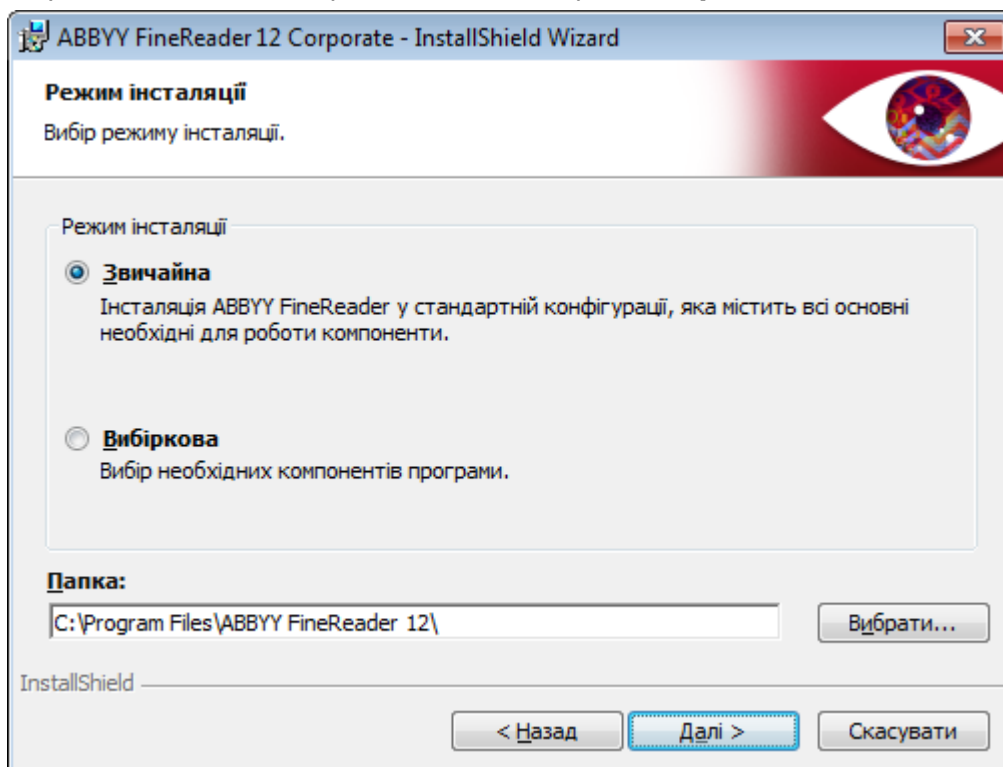 ABBYY FineReader 12 Corporate - InstallShield Wizard
Режим інсталяції
Вибір режиму інсталяції.
Режим інсталяції
Звичайна
Інсталяція ABBYY FineReader у стандартній конфігурації, яка містить всі основні
необхідні для роботи компоненти.
Вибіркова
Вибір необхідних компонентів програми.
Папка:
C:\Program Files\ABBYY FineReader 12\
Вибрати...
InstallShield
< Назад
Далі >
Скасувати